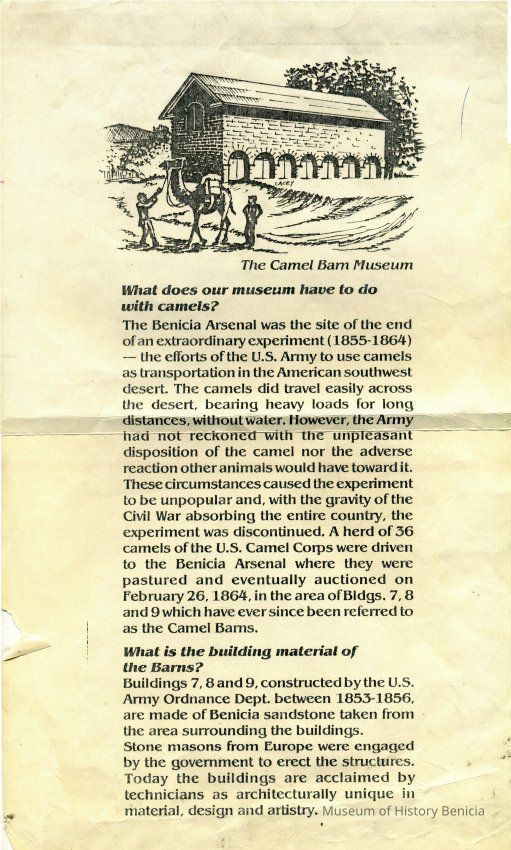 CACEY
The Camel Barn Museum
What does our museum have to do
with camels?
The Benicia Arsenal was the site of the end
of an extraordinary experiment (1855-1864)
— the efforts of the U.S. Army to use camels
as transportation in the American southwest
desert. The camels did travel easily across
the desert, bearing heavy loads for long
distances, without water. However, the Army
had not reckoned with the unpleasant
disposition of the camel nor the adverse
reaction other animals would have toward it.
These circumstances caused the experiment
to be unpopular and, with the gravity of the
Civil War absorbing the entire country, the
experiment was discontinued. A herd of 36
camels of the U.S. Camel Corps were driven
to the Benicia Arsenal where they were
pastured and eventually auctioned on
February 26, 1864, in the area of Bldgs. 7, 8
and 9 which have ever since been referred to
as the Camel Barns.
What is the building material of
the Barns?
Buildings 7, 8 and 9, constructed by the U.S.
Army Ordnance Dept. between 1853-1856,
are made of Benicia sandstone taken from
the area surrounding the buildings.
Stone masons from Europe were engaged
by the government to erect the structures.
Today the buildings are acclaimed by
technicians as architecturally unique in
material, design and artistry.
Museum of History Benicia